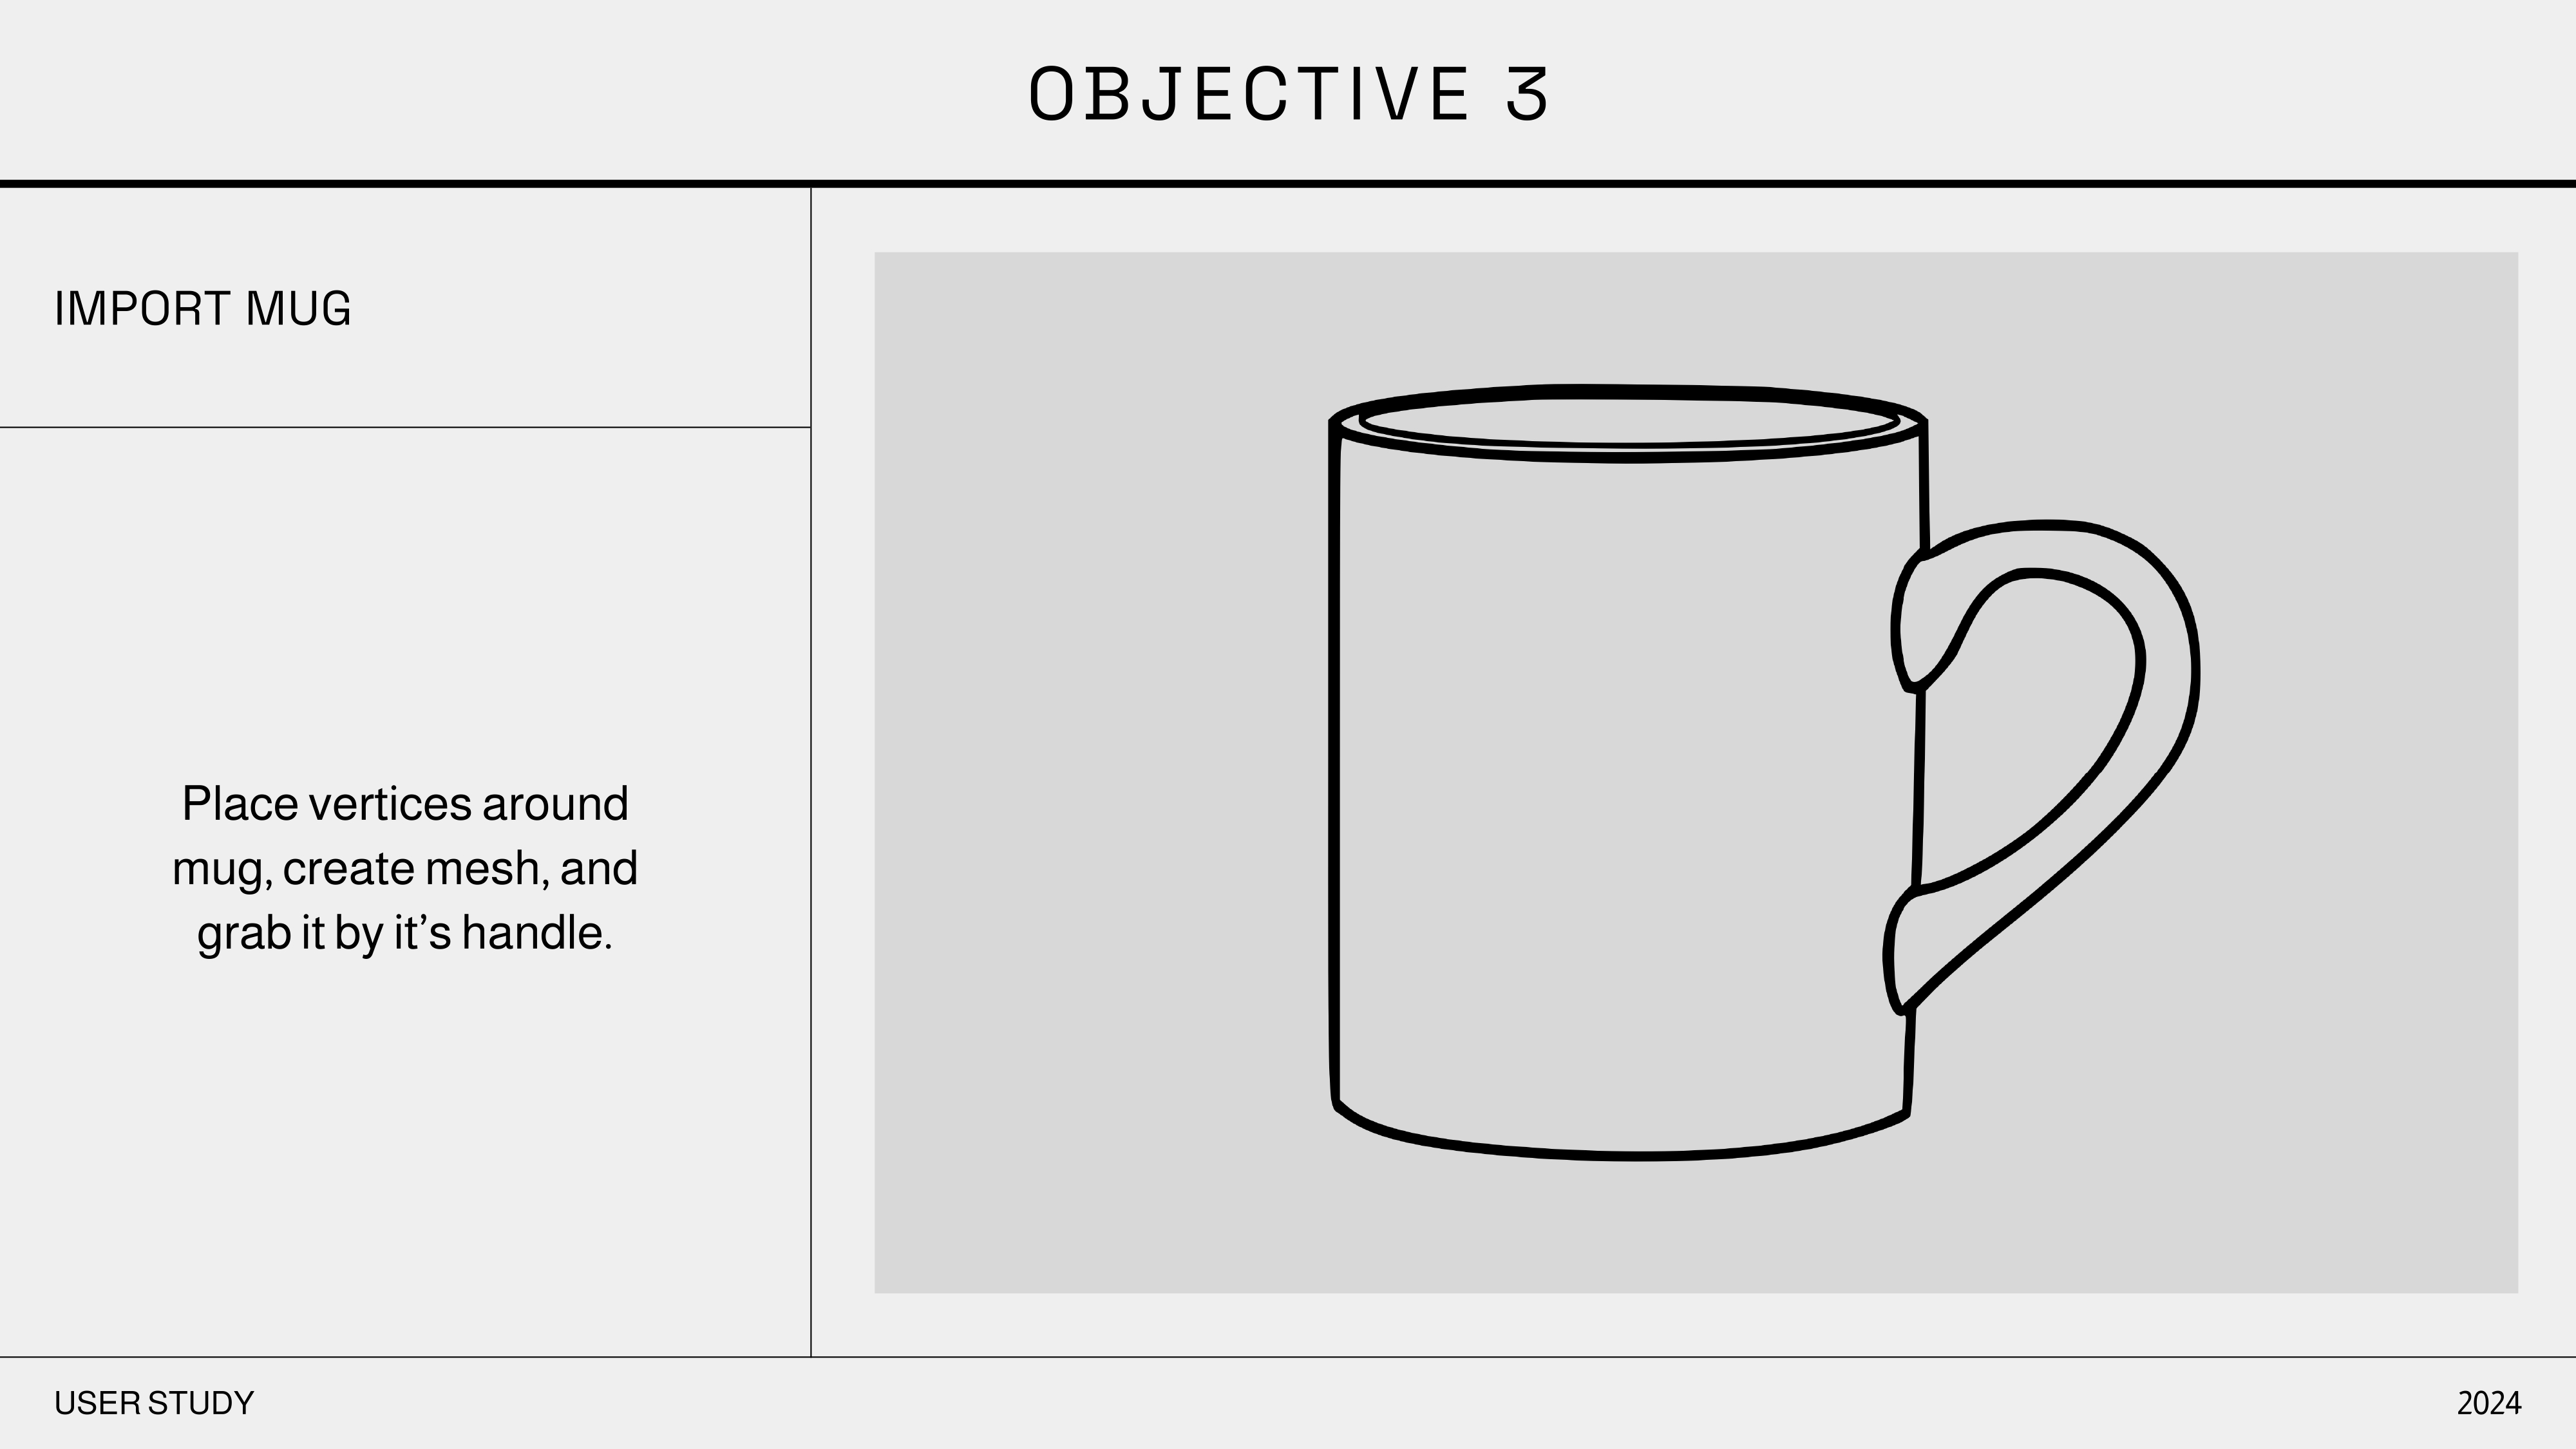 OBJECTIVE 3
IMPORT MUG
Place vertices around
mug, create mesh, and
grab it by it’s handle.
USER STUDY
2024